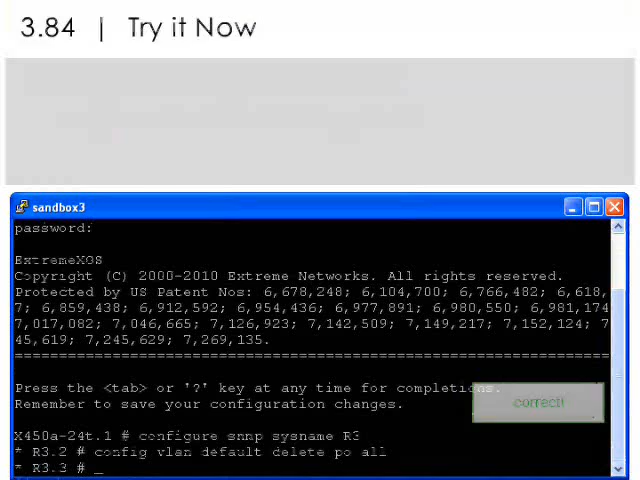 3.84 | Try it Now
sandbox3
password:
ExtremeXOS
Copyright (C) 2000-2010 Extreme Networks. All rights reserved.
Protected by US Patent Nos: 6,678,248; 6,104,700; 6,766,482; 6,618,
7; 6,859,438; 6,912,592; 6,954,436; 6,977,891; 6,980,550; 6,981,174
7,017,082; 7,046,665; 7,126,923; 7,142,509; 7,149,217; 7,152,124; 7
45,619; 7,245,629; 7,269,135.
==============================================================
Press the <tab> or '?' key at any time for completions.
Remember to save your configuration changes.
correct!
X450a-24t.1 # configure snmp sysname R3
* R3.2 # config vlan default delete po all
* R3.3 # _